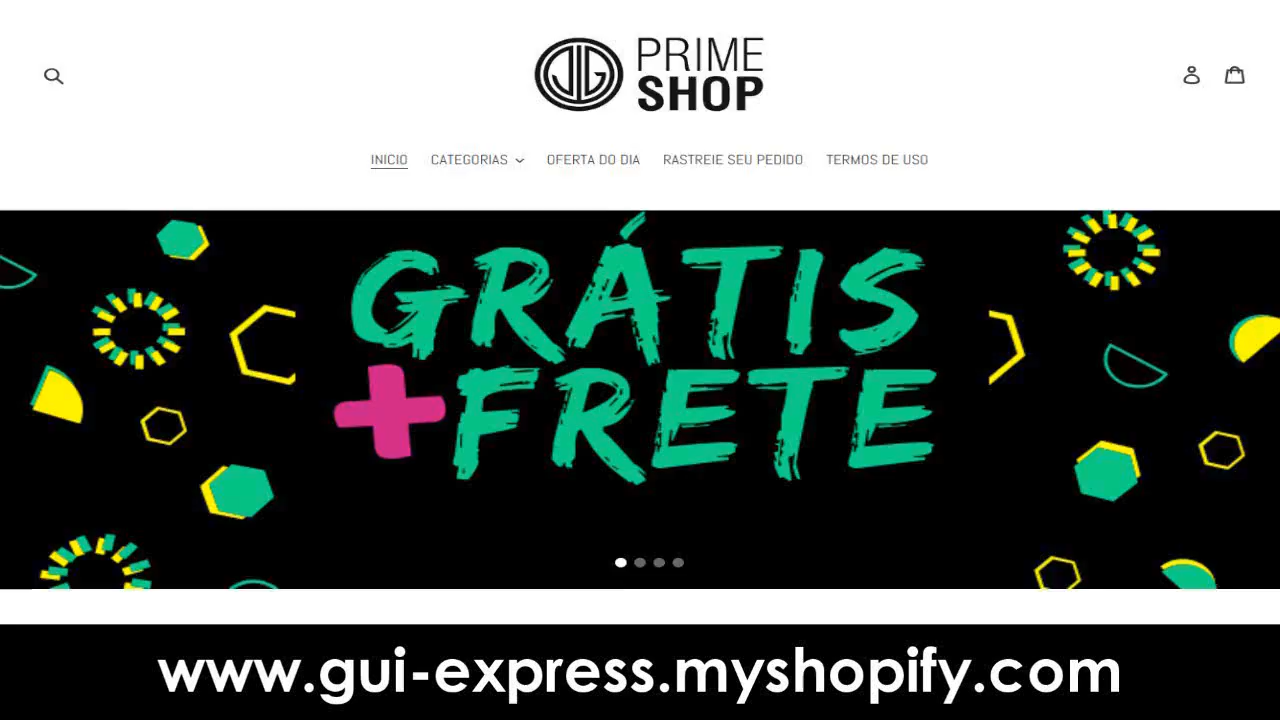 PRIME
SHOP
INICIO CATEGORIAS OFERTA DO DIA RASTREIE SEU PEDIDO TERMOS DE USO
GRÁTIS
+FRETE
www.gui-express.myshopify.com